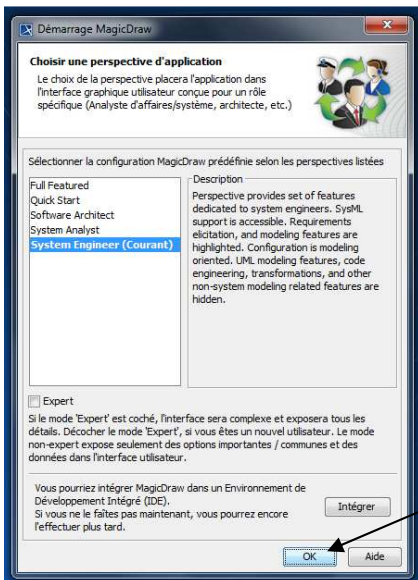 Démarrage MagicDraw
Choisir une perspective d'application
Le choix de la perspective placera l'application dans
l'interface graphique utilisateur conçue pour un rôle
spécifique (Analyste d'affaires/système, architecte, etc.)
Sélectionner la configuration MagicDraw prédéfinie selon les perspectives listées
Full Featured
Quick Start
Software Architect
System Analyst
System Engineer (Courant)
Description
Perspective provides set of features
dedicated to system engineers. SysML
support is accessible. Requirements
elicitation, and modeling features are
highlighted. Configuration is modeling
oriented. UML modeling features, code
engineering, transformations, and other
non-system modeling related features are
hidden.
Expert
Si le mode 'Expert' est coché, l'interface sera complexe et exposera tous les
détails. Décocher le mode 'Expert', si vous êtes un nouvel utilisateur. Le mode
non-expert expose seulement des options importantes / communes et des
données dans l'interface utilisateur.
Vous pourriez intégrer MagicDraw dans un Environnement de
Développement Intégré (IDE).
Si vous ne le faîtes pas maintenant, vous pourrez encore
l'effectuer plus tard.
Intégrer
OK
Aide